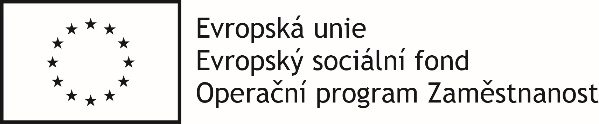 Evropská unie
Evropský sociální fond
Operační program Zaměstnanost